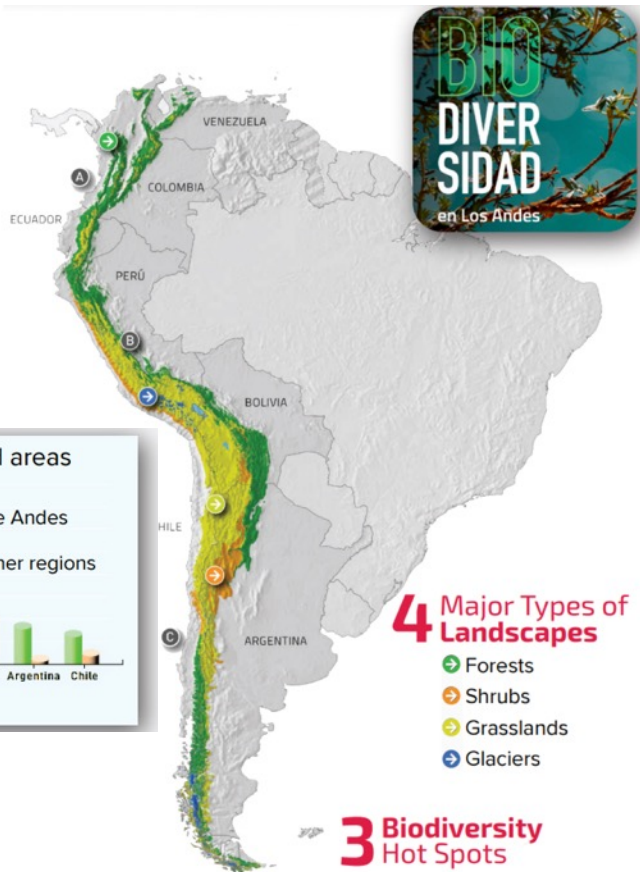 BIO
DIVER
SIDAD
en Los Andes
VENEZUELA
A
COLOMBIA
ECUADOR
PERÚ
B
BOLIVIA
l areas
e Andes
her regions
Argentina Chile
HILE
C
ARGENTINA
4 Major Types of
Landscapes
Forests
Shrubs
Grasslands
Glaciers
3 Biodiversity
Hot Spots